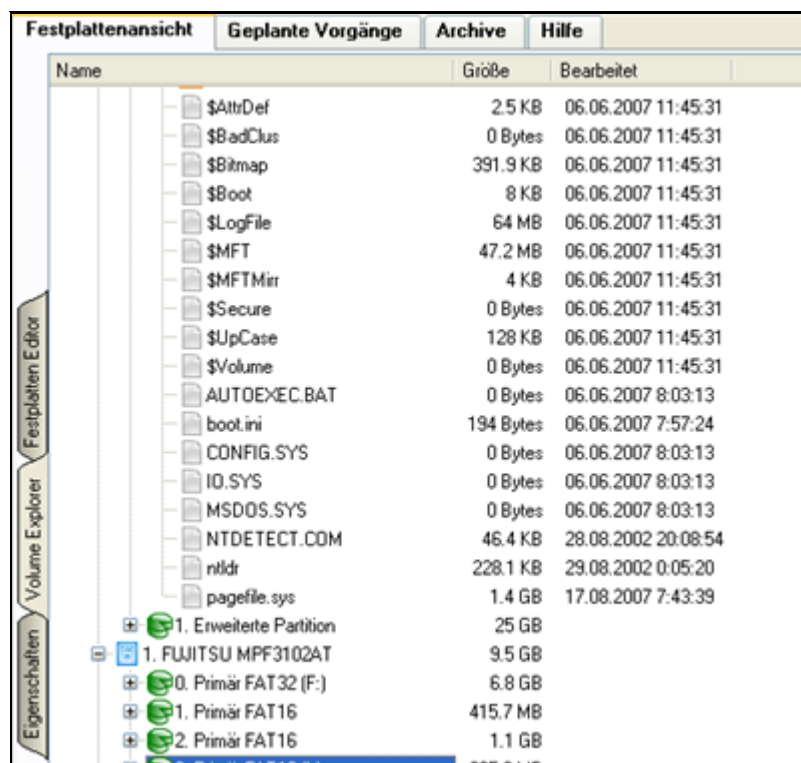 Festplattenansicht Geplante Vorgänge Archive Hilfe
Name Größe Bearbeitet
$AttrDef 2.5 KB 06.06.2007 11:45:31
$BadClus 0 Bytes 06.06.2007 11:45:31
$Bitmap 391.9 KB 06.06.2007 11:45:31
$Boot 8 KB 06.06.2007 11:45:31
$LogFile 64 MB 06.06.2007 11:45:31
$MFT 47.2 MB 06.06.2007 11:45:31
$MFTMirr 4 KB 06.06.2007 11:45:31
$Secure 0 Bytes 06.06.2007 11:45:31
$UpCase 128 KB 06.06.2007 11:45:31
$Volume 0 Bytes 06.06.2007 11:45:31
AUTOEXEC.BAT 0 Bytes 06.06.2007 8:03:13
boot.ini 194 Bytes 06.06.2007 7:57:24
CONFIG.SYS 0 Bytes 06.06.2007 8:03:13
IO.SYS 0 Bytes 06.06.2007 8:03:13
MSDOS.SYS 0 Bytes 06.06.2007 8:03:13
NTDETECT.COM 46.4 KB 28.08.2002 20:08:54
ntldr 228.1 KB 29.08.2002 0:05:20
pagefile.sys 1.4 GB 17.08.2007 7:43:39
1. Erweiterte Partition 25 GB
1. FUJITSU MPF3102AT 9.5 GB
0. Primär FAT32 (F:) 6.8 GB
1. Primär FAT16 415.7 MB
2. Primär FAT16 1.1 GB
Festplatten Editor
Volume Explorer
Eigenschaften